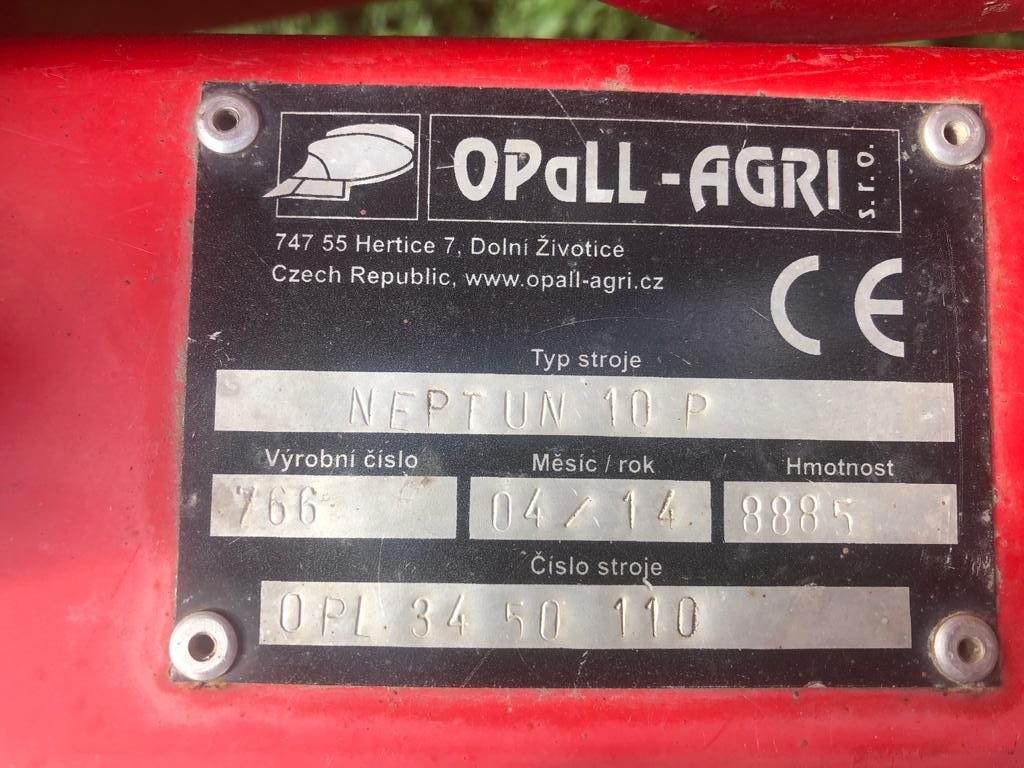 OPaLL-AGRI s.r.o.
747 55 Hertice 7, Dolní Životice
Czech Republic, www.opall-agri.cz
CE
Typ stroje
NEPTUN 10 P
Výrobní číslo Měsíc / rok Hmotnost
766 04 / 14 8885
Číslo stroje
OPL 34 50 110